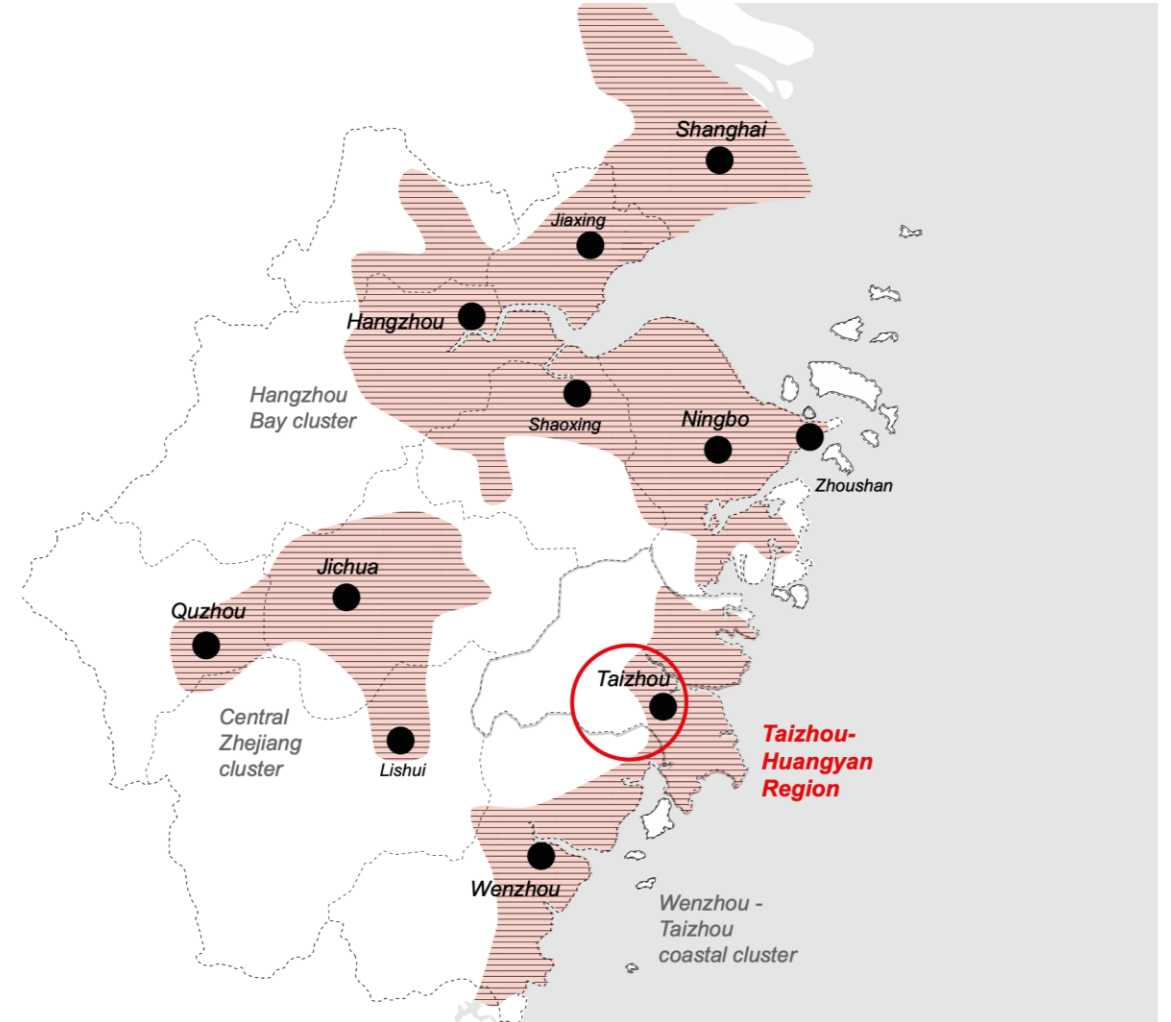 Shanghai
Jiaxing
Hangzhou
Hangzhou
Bay cluster
Shaoxing
Ningbo
Zhoushan
Jichua
Quzhou
Taizhou
Central
Zhejiang
cluster
Lishui
Taizhou-
Huangyan
Region
Wenzhou
Wenzhou -
Taizhou
coastal cluster